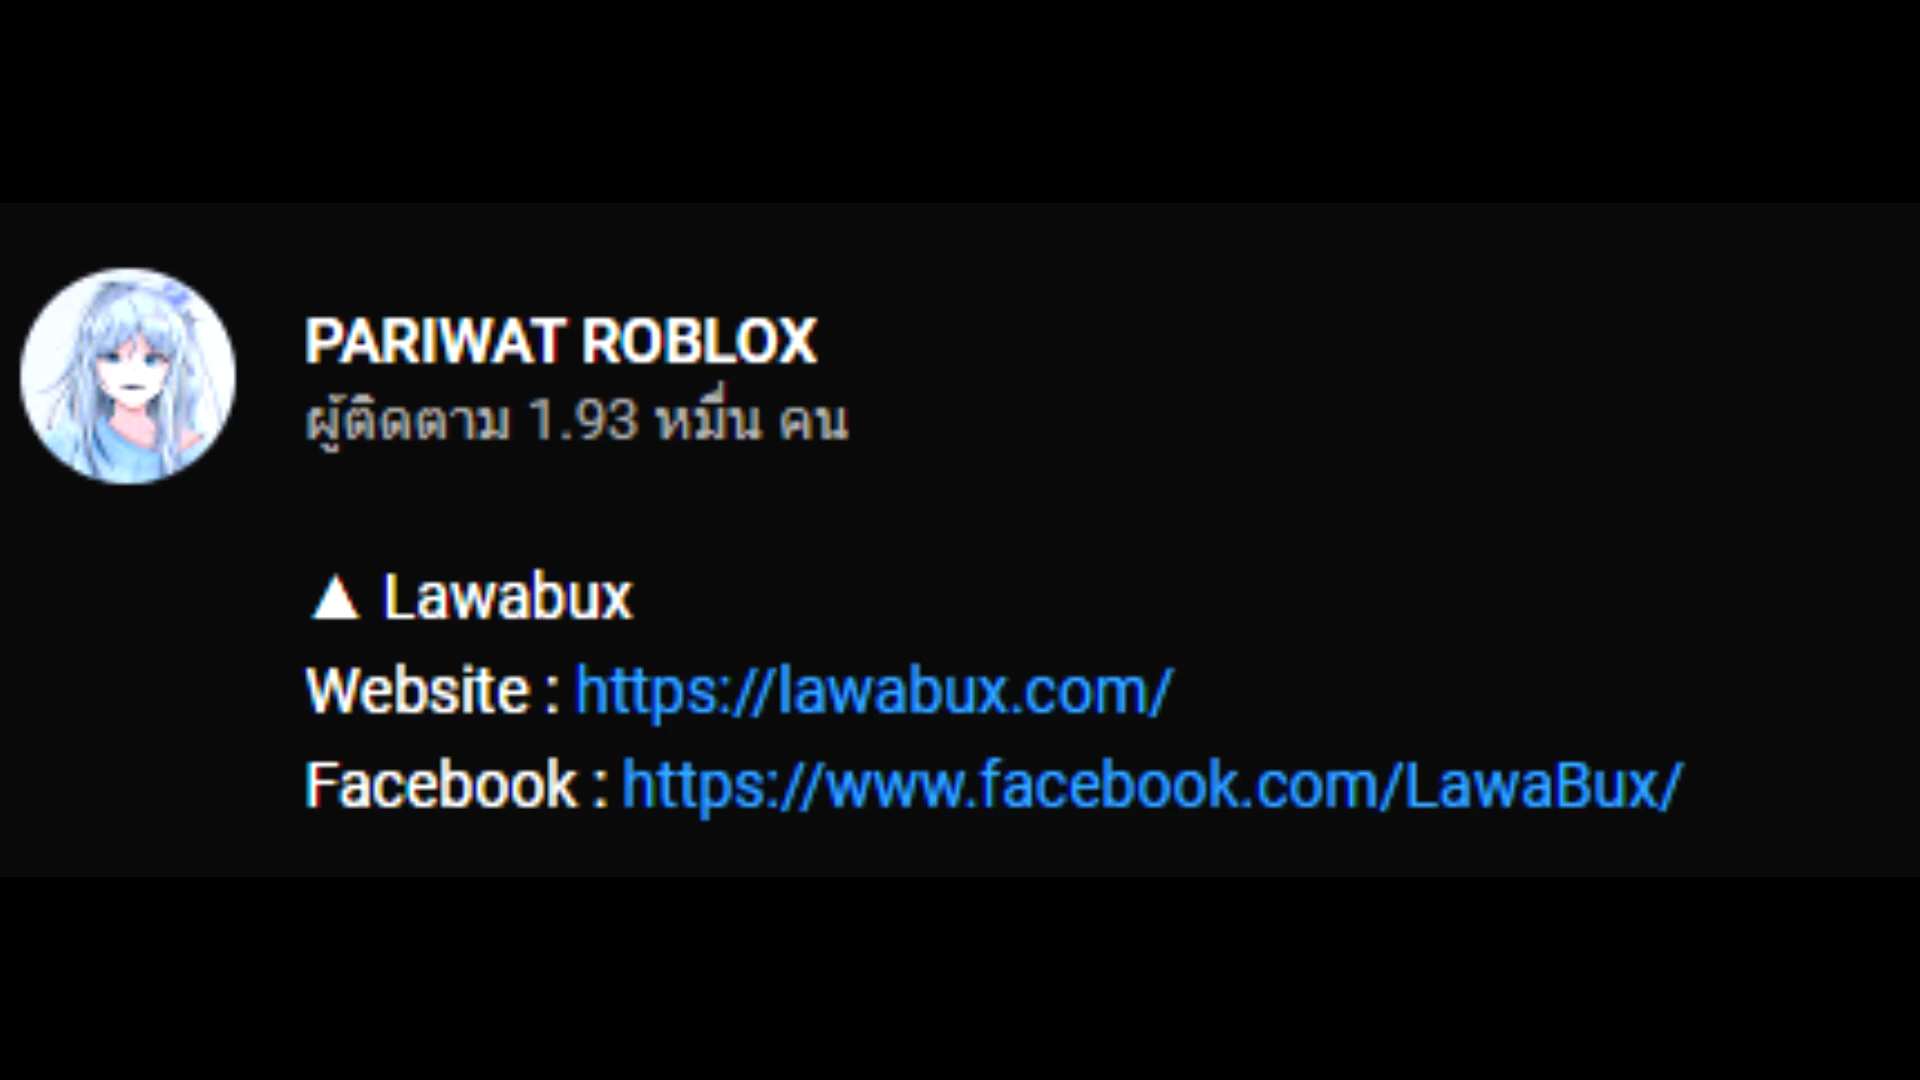 PARIWAT ROBLOX
ผู้ติดตาม 1.93 หมื่น คน
▲ Lawabux
Website : https://lawabux.com/
Facebook : https://www.facebook.com/LawaBux/